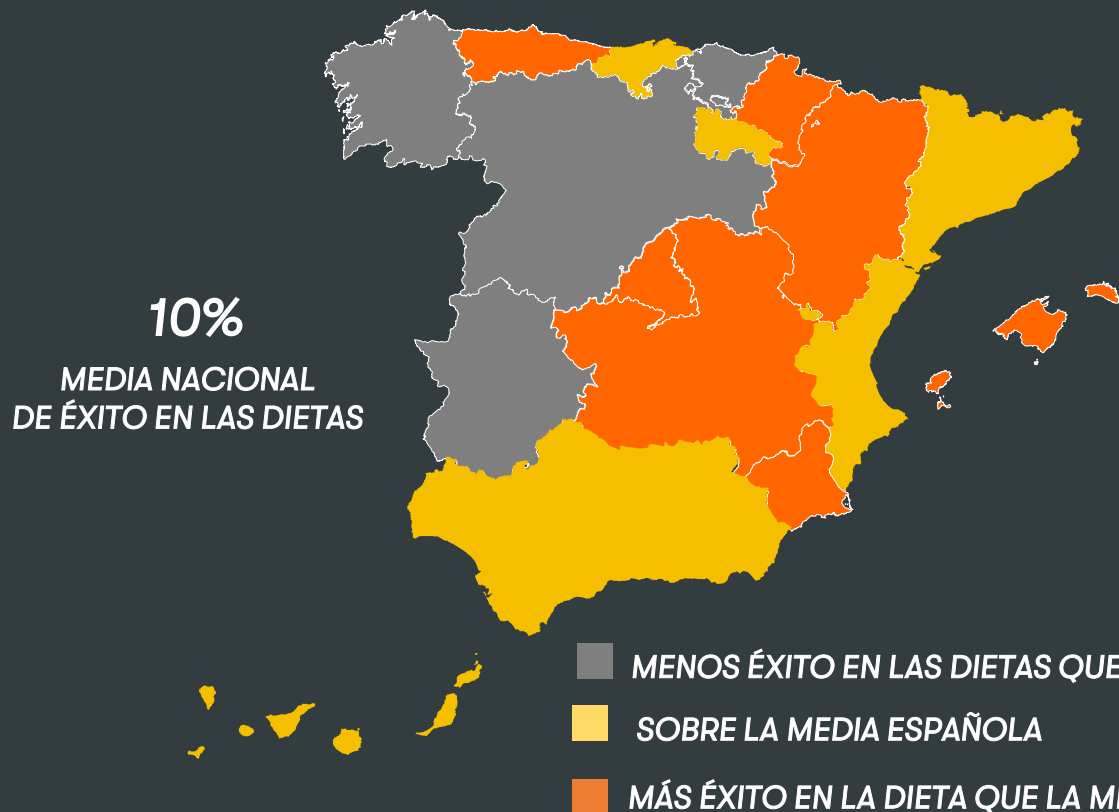 10%
MEDIA NACIONAL
DE ÉXITO EN LAS DIETAS
MENOS ÉXITO EN LAS DIETAS QUE
SOBRE LA MEDIA ESPAÑOLA
MÁS ÉXITO EN LA DIETA QUE LA